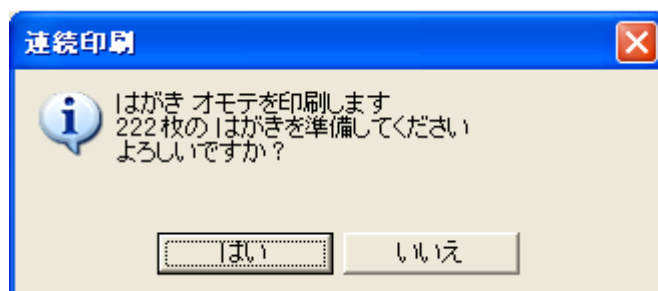 連続印刷
はがき オモテを印刷します
222枚の はがきを準備してください
よろしいですか？
はい
いいえ